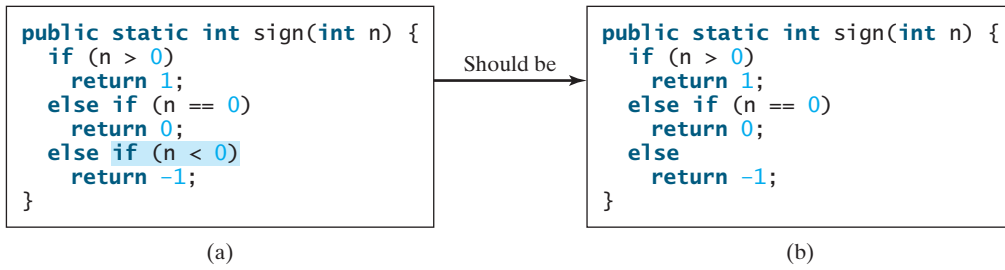 public static int sign(int n) {
  if (n > 0)
    return 1;
  else if (n == 0)
    return 0;
  else if (n < 0)
    return −1;
}
(a)
Should be
public static int sign(int n) {
  if (n > 0)
    return 1;
  else if (n == 0)
    return 0;
  else
    return −1;
}
(b)